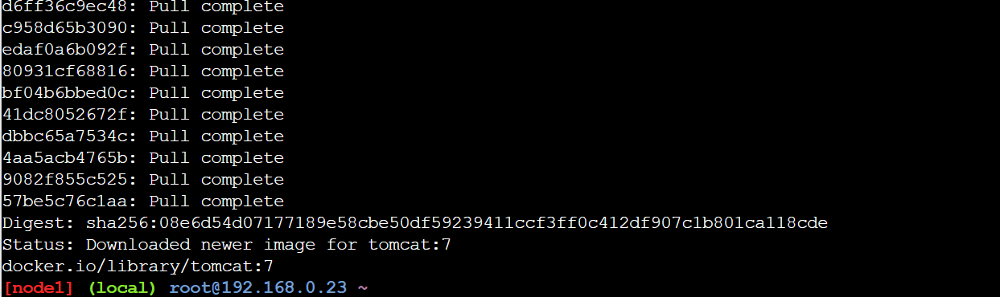 d6ff36c9ec48: Pull complete
c958d65b3090: Pull complete
edaf0a6b092f: Pull complete
80931cf68816: Pull complete
bf04b6bbed0c: Pull complete
41dc8052672f: Pull complete
dbbc65a7534c: Pull complete
4aa5acb4765b: Pull complete
9082f855c525: Pull complete
57be5c76c1aa: Pull complete
Digest: sha256:08e6d54d07177189e58cbe50df59239411ccf3ff0c412df907c1b801ca118cde
Status: Downloaded newer image for tomcat:7
docker.io/library/tomcat:7
[node1] (local) root@192.168.0.23 ~